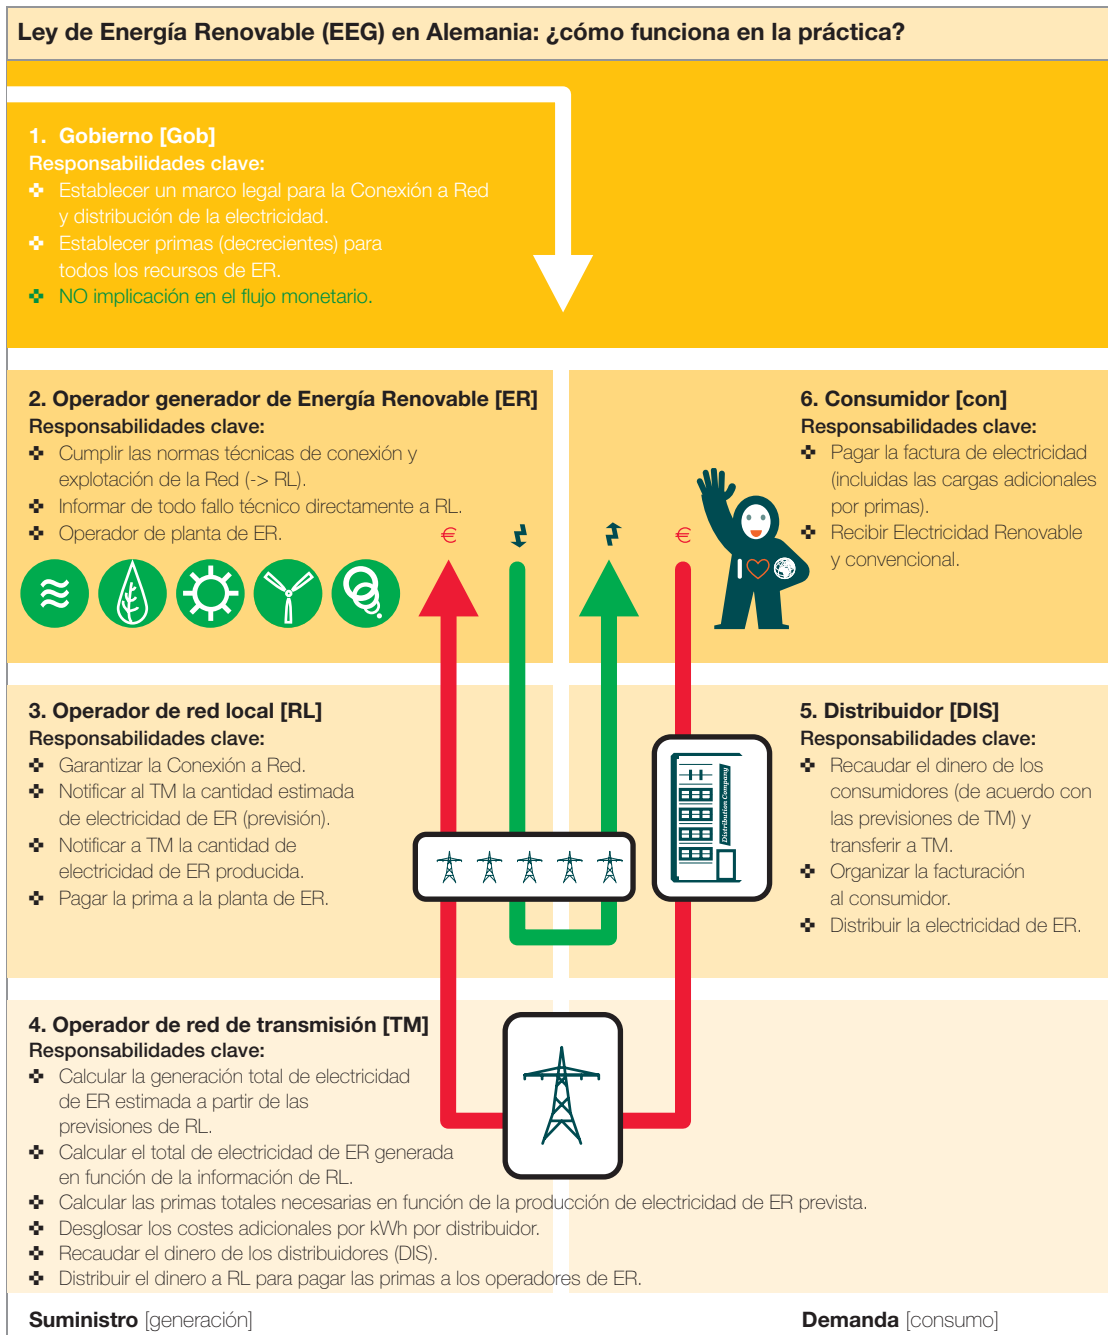 Ley de Energía Renovable (EEG) en Alemania: ¿cómo funciona en la práctica?
1. Gobierno [Gob]
Responsabilidades clave:
Establecer un marco legal para la Conexión a Red
y distribución de la electricidad.
Establecer primas (decrecientes) para
todos los recursos de ER.
NO implicación en el flujo monetario.
2. Operador generador de Energía Renovable [ER]
Responsabilidades clave:
Cumplir las normas técnicas de conexión y
explotación de la Red (-> RL).
Informar de todo fallo técnico directamente a RL.
Operador de planta de ER.
€
€
6. Consumidor [con]
Responsabilidades clave:
Pagar la factura de electricidad
(incluidas las cargas adicionales
por primas).
Recibir Electricidad Renovable
y convencional.
I
3. Operador de red local [RL]
Responsabilidades clave:
Garantizar la Conexión a Red.
Notificar al TM la cantidad estimada
de electricidad de ER (previsión).
Notificar a TM la cantidad de
electricidad de ER producida.
Pagar la prima a la planta de ER.
Distribution Company
5. Distribuidor [DIS]
Responsabilidades clave:
Recaudar el dinero de los
consumidores (de acuerdo con
las previsiones de TM) y
transferir a TM.
Organizar la facturación
al consumidor.
Distribuir la electricidad de ER.
4. Operador de red de transmisión [TM]
Responsabilidades clave:
Calcular la generación total de electricidad
de ER estimada a partir de las
previsiones de RL.
Calcular el total de electricidad de ER generada
en función de la información de RL.
Calcular las primas totales necesarias en función de la producción de electricidad de ER prevista.
Desglosar los costes adicionales por kWh por distribuidor.
Recaudar el dinero de los distribuidores (DIS).
Distribuir el dinero a RL para pagar las primas a los operadores de ER.
Suministro [generación]
Demanda [consumo]